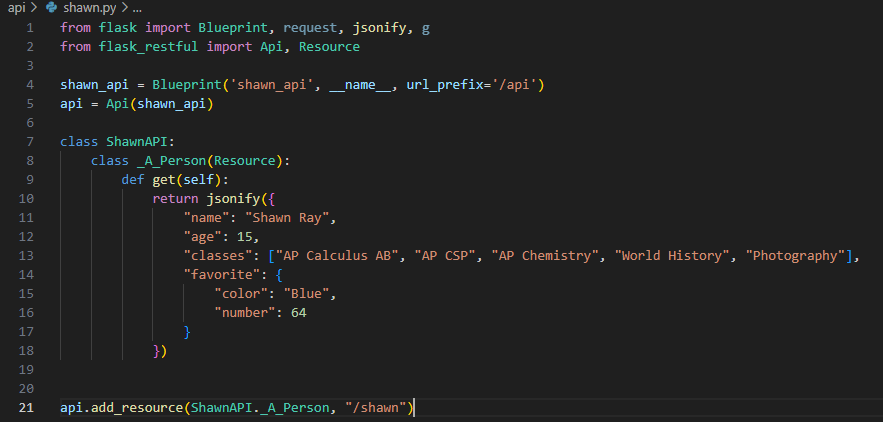 api > shawn.py > ...
1 from flask import Blueprint, request, jsonify, g
2 from flask_restful import Api, Resource
3
4 shawn_api = Blueprint('shawn_api', __name__, url_prefix='/api')
5 api = Api(shawn_api)
6
7 class ShawnAPI:
8     class _A_Person(Resource):
9         def get(self):
10             return jsonify({
11                 "name": "Shawn Ray",
12                 "age": 15,
13                 "classes": ["AP Calculus AB", "AP CSP", "AP Chemistry", "World History", "Photography"],
14                 "favorite": {
15                     "color": "Blue",
16                     "number": 64
17                 }
18             })
19
20
21 api.add_resource(ShawnAPI._A_Person, "/shawn")